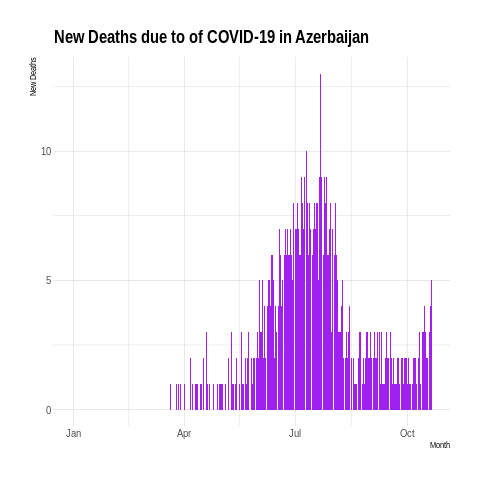 New Deaths due to of COVID-19 in Azerbaijan
New Deaths
10
5
0
Jan Apr Jul Oct
Month